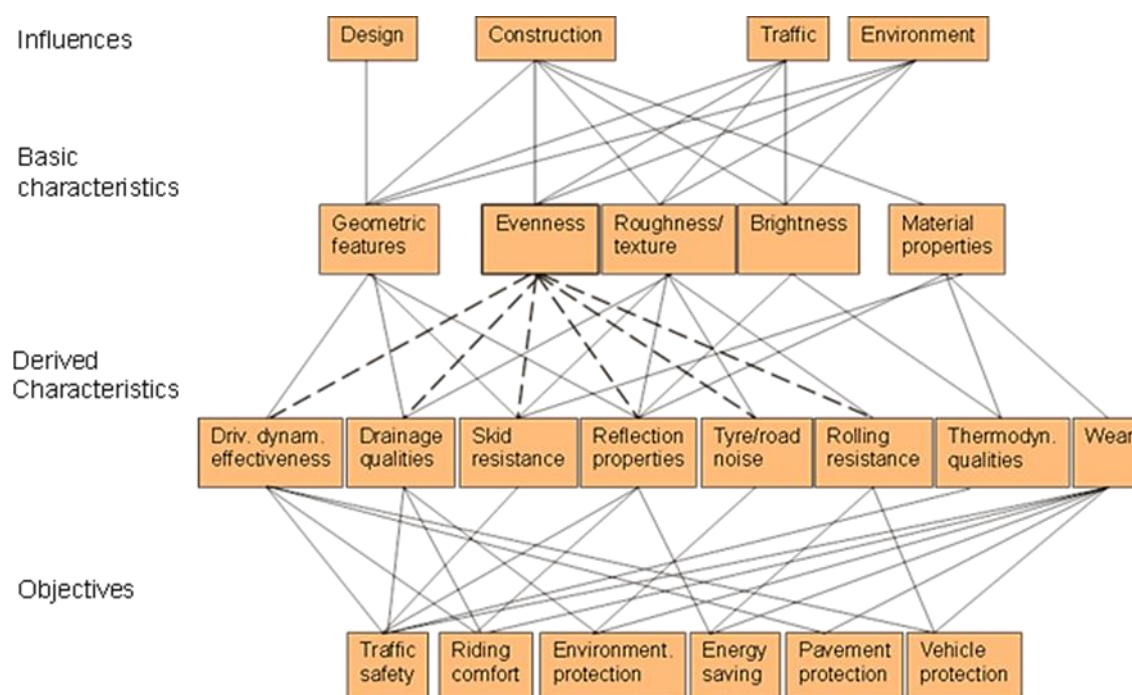 Influences
Design
Construction
Traffic
Environment
Basic
characteristics
Geometric
features
Evenness
Roughness/
texture
Brightness
Material
properties
Derived
Characteristics
Driv. dynam.
effectiveness
Drainage
qualities
Skid
resistance
Reflection
properties
Tyre/road
noise
Rolling
resistance
Thermodyn.
qualities
Wear
Objectives
Traffic
safety
Riding
comfort
Environment.
protection
Energy
saving
Pavement
protection
Vehicle
protection